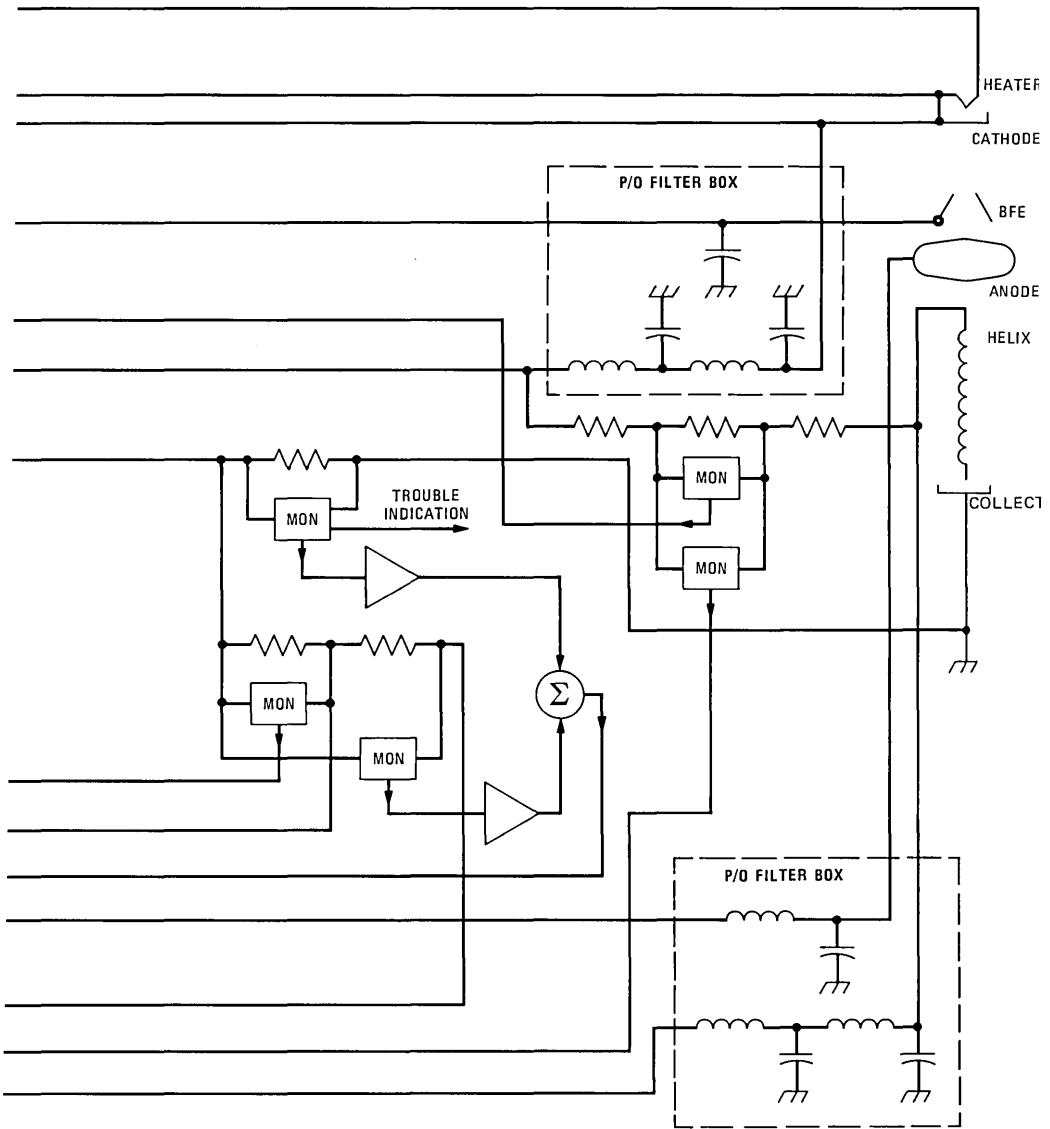 HEATER
CATHODE
P/O FILTER BOX
BFE
ANODE
HELIX
MON
TROUBLE
INDICATION
MON
COLLECT
MON
Σ
MON
MON
P/O FILTER BOX